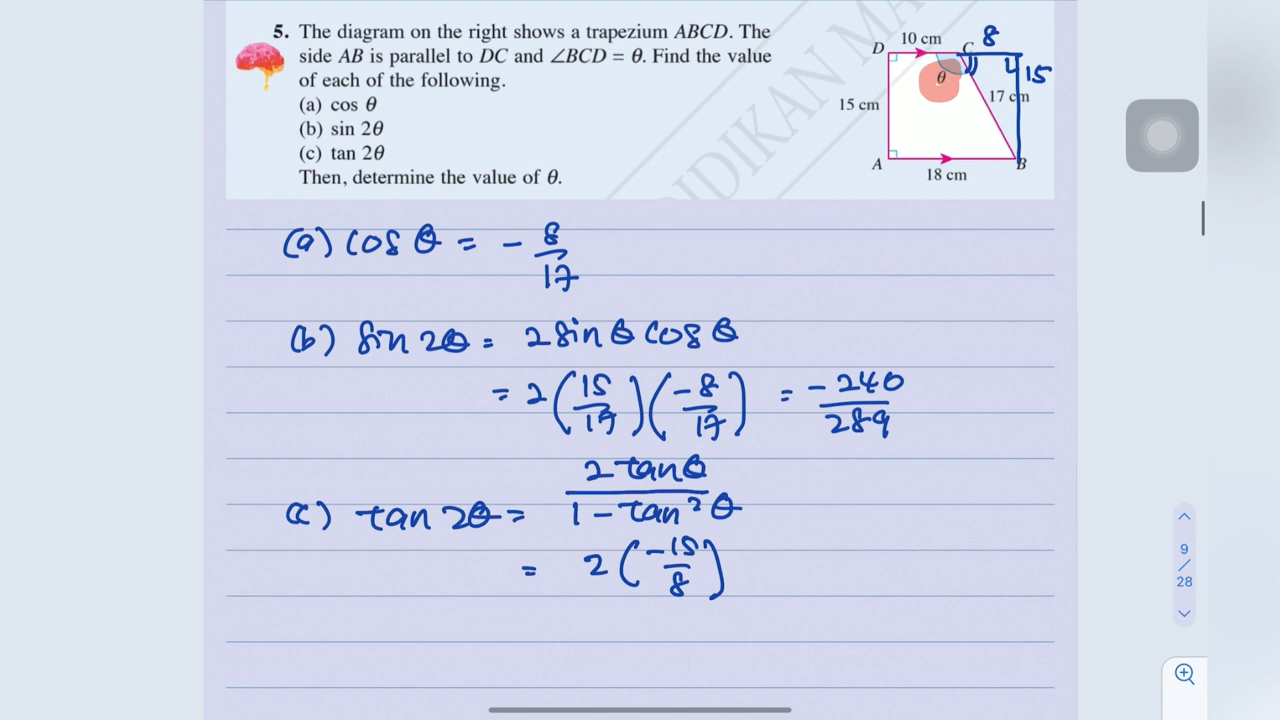 5. The diagram on the right shows a trapezium ABCD. The
side AB is parallel to DC and ∠BCD = θ. Find the value
of each of the following.
(a) cos θ
(b) sin 2θ
(c) tan 2θ
Then, determine the value of θ.
D 10 cm C 8
θ 15
15 cm 17 cm
A B
18 cm
(a) cos θ = - 8/17
(b) sin 2θ = 2 sin θ cos θ
= 2(15/17)(-8/17) = -240/289
(c) tan 2θ = 2 tan θ / 1 - tan² θ
= 2(-15/8)
9
/
28